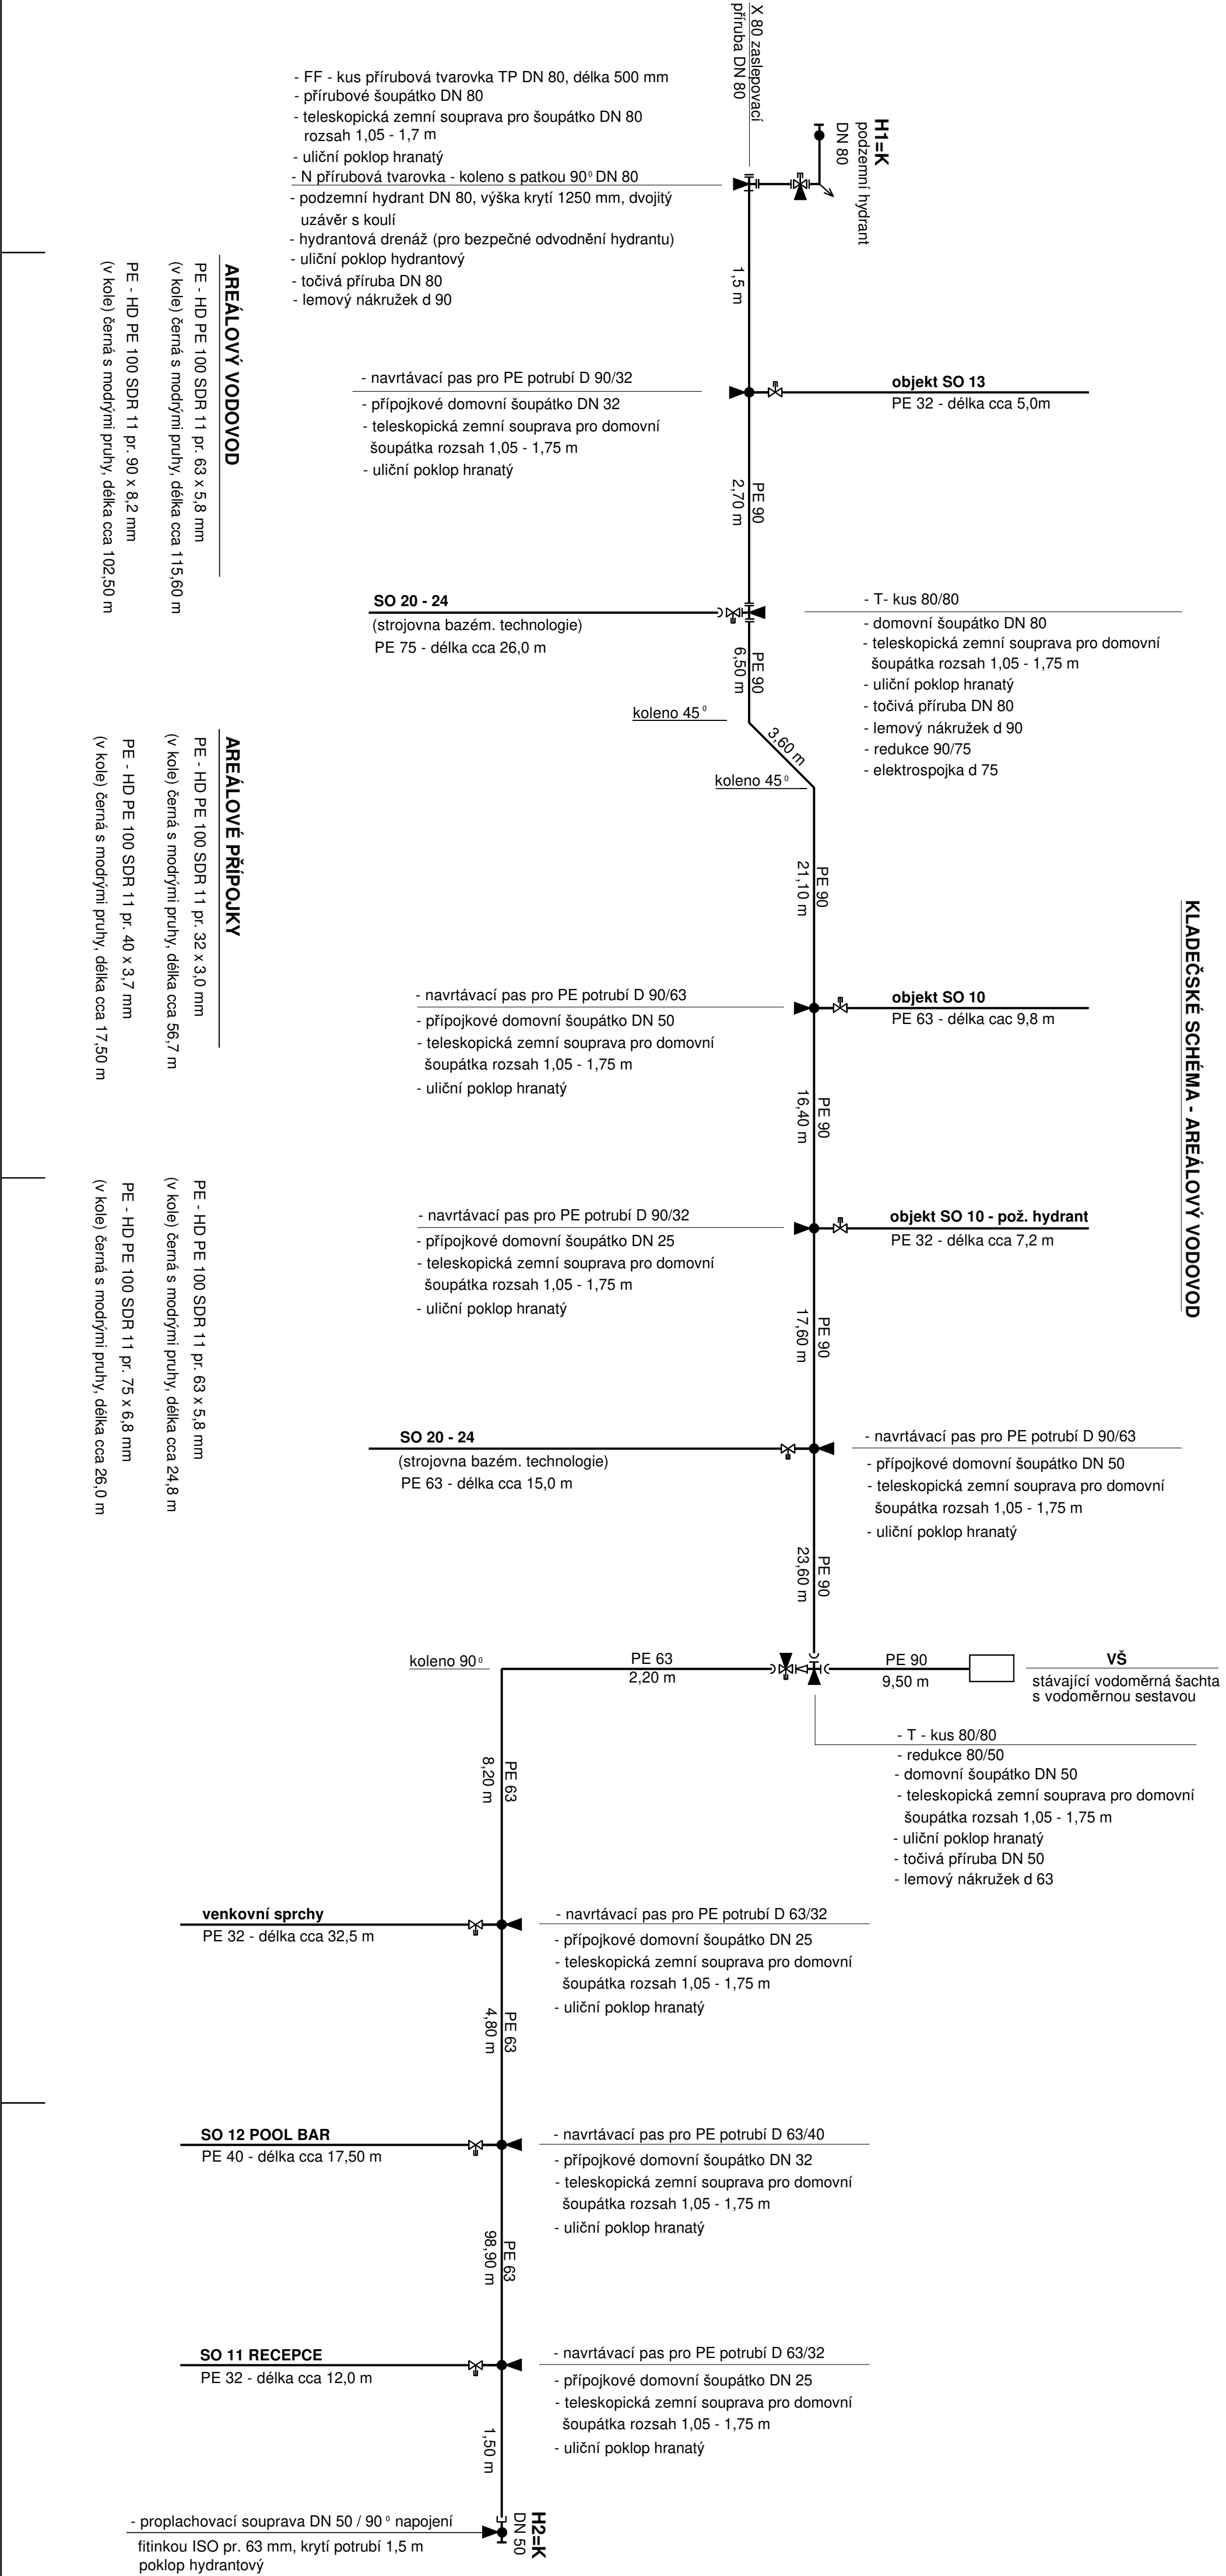 KLADEČSKÉ SCHÉMA - AREÁLOVÝ VODOVOD
X 80 zaslepovací
příruba DN 80
H1=K
podzemní hydrant
DN 80
- FF - kus přírubová tvarovka TP DN 80, délka 500 mm
- přírubové šoupátko DN 80
- teleskopická zemní souprava pro šoupátko DN 80
rozsah 1,05 - 1,7 m
- uliční poklop hranatý
- N přírubová tvarovka - koleno s patkou 90⁰ DN 80
- podzemní hydrant DN 80, výška krytí 1250 mm, dvojitý
uzávěr s koulí
- hydrantová drenáž (pro bezpečné odvodnění hydrantu)
- uliční poklop hydrantový
- točivá příruba DN 80
- lemový nákružek d 90
1,5 m
- navrtávací pas pro PE potrubí D 90/32
- přípojkové domovní šoupátko DN 32
- teleskopická zemní souprava pro domovní
šoupátka rozsah 1,05 - 1,75 m
- uliční poklop hranatý
objekt SO 13
PE 32 - délka cca 5,0m
PE 90
2,70 m
SO 20 - 24
(strojovna bazém. technologie)
PE 75 - délka cca 26,0 m
- T- kus 80/80
- domovní šoupátko DN 80
- teleskopická zemní souprava pro domovní
šoupátka rozsah 1,05 - 1,75 m
- uliční poklop hranatý
- točivá příruba DN 80
- lemový nákružek d 90
- redukce 90/75
- elektrospojka d 75
PE 90
6,50 m
koleno 45⁰
3,60 m
koleno 45⁰
PE 90
21,10 m
- navrtávací pas pro PE potrubí D 90/63
- přípojkové domovní šoupátko DN 50
- teleskopická zemní souprava pro domovní
šoupátka rozsah 1,05 - 1,75 m
- uliční poklop hranatý
objekt SO 10
PE 63 - délka cac 9,8 m
PE 90
16,40 m
- navrtávací pas pro PE potrubí D 90/32
- přípojkové domovní šoupátko DN 25
- teleskopická zemní souprava pro domovní
šoupátka rozsah 1,05 - 1,75 m
- uliční poklop hranatý
objekt SO 10 - pož. hydrant
PE 32 - délka cca 7,2 m
PE 90
17,60 m
SO 20 - 24
(strojovna bazém. technologie)
PE 63 - délka cca 15,0 m
- navrtávací pas pro PE potrubí D 90/63
- přípojkové domovní šoupátko DN 50
- teleskopická zemní souprava pro domovní
šoupátka rozsah 1,05 - 1,75 m
- uliční poklop hranatý
PE 90
23,60 m
koleno 90⁰
PE 63
2,20 m
PE 90
9,50 m
VŠ
stávající vodoměrná šachta
s vodoměrnou sestavou
- T - kus 80/80
- redukce 80/50
- domovní šoupátko DN 50
- teleskopická zemní souprava pro domovní
šoupátka rozsah 1,05 - 1,75 m
- uliční poklop hranatý
- točivá příruba DN 50
- lemový nákružek d 63
PE 63
8,20 m
venkovní sprchy
PE 32 - délka cca 32,5 m
- navrtávací pas pro PE potrubí D 63/32
- přípojkové domovní šoupátko DN 25
- teleskopická zemní souprava pro domovní
šoupátka rozsah 1,05 - 1,75 m
- uliční poklop hranatý
PE 63
4,80 m
SO 12 POOL BAR
PE 40 - délka cca 17,50 m
- navrtávací pas pro PE potrubí D 63/40
- přípojkové domovní šoupátko DN 32
- teleskopická zemní souprava pro domovní
šoupátka rozsah 1,05 - 1,75 m
- uliční poklop hranatý
PE 63
98,90 m
SO 11 RECEPCE
PE 32 - délka cca 12,0 m
- navrtávací pas pro PE potrubí D 63/32
- přípojkové domovní šoupátko DN 25
- teleskopická zemní souprava pro domovní
šoupátka rozsah 1,05 - 1,75 m
- uliční poklop hranatý
1,50 m
H2=K
DN 50
- proplachovací souprava DN 50 / 90⁰ napojení
fitinkou ISO pr. 63 mm, krytí potrubí 1,5 m
poklop hydrantový
AREÁLOVÝ VODOVOD
PE - HD PE 100 SDR 11 pr. 63 x 5,8 mm
(v kole) černá s modrými pruhy, délka cca 115,60 m
PE - HD PE 100 SDR 11 pr. 90 x 8,2 mm
(v kole) černá s modrými pruhy, délka cca 102,50 m
AREÁLOVÉ PŘÍPOJKY
PE - HD PE 100 SDR 11 pr. 32 x 3,0 mm
(v kole) černá s modrými pruhy, délka cca 56,7 m
PE - HD PE 100 SDR 11 pr. 40 x 3,7 mm
(v kole) černá s modrými pruhy, délka cca 17,50 m
PE - HD PE 100 SDR 11 pr. 63 x 5,8 mm
(v kole) černá s modrými pruhy, délka cca 24,8 m
PE - HD PE 100 SDR 11 pr. 75 x 6,8 mm
(v kole) černá s modrými pruhy, délka cca 26,0 m